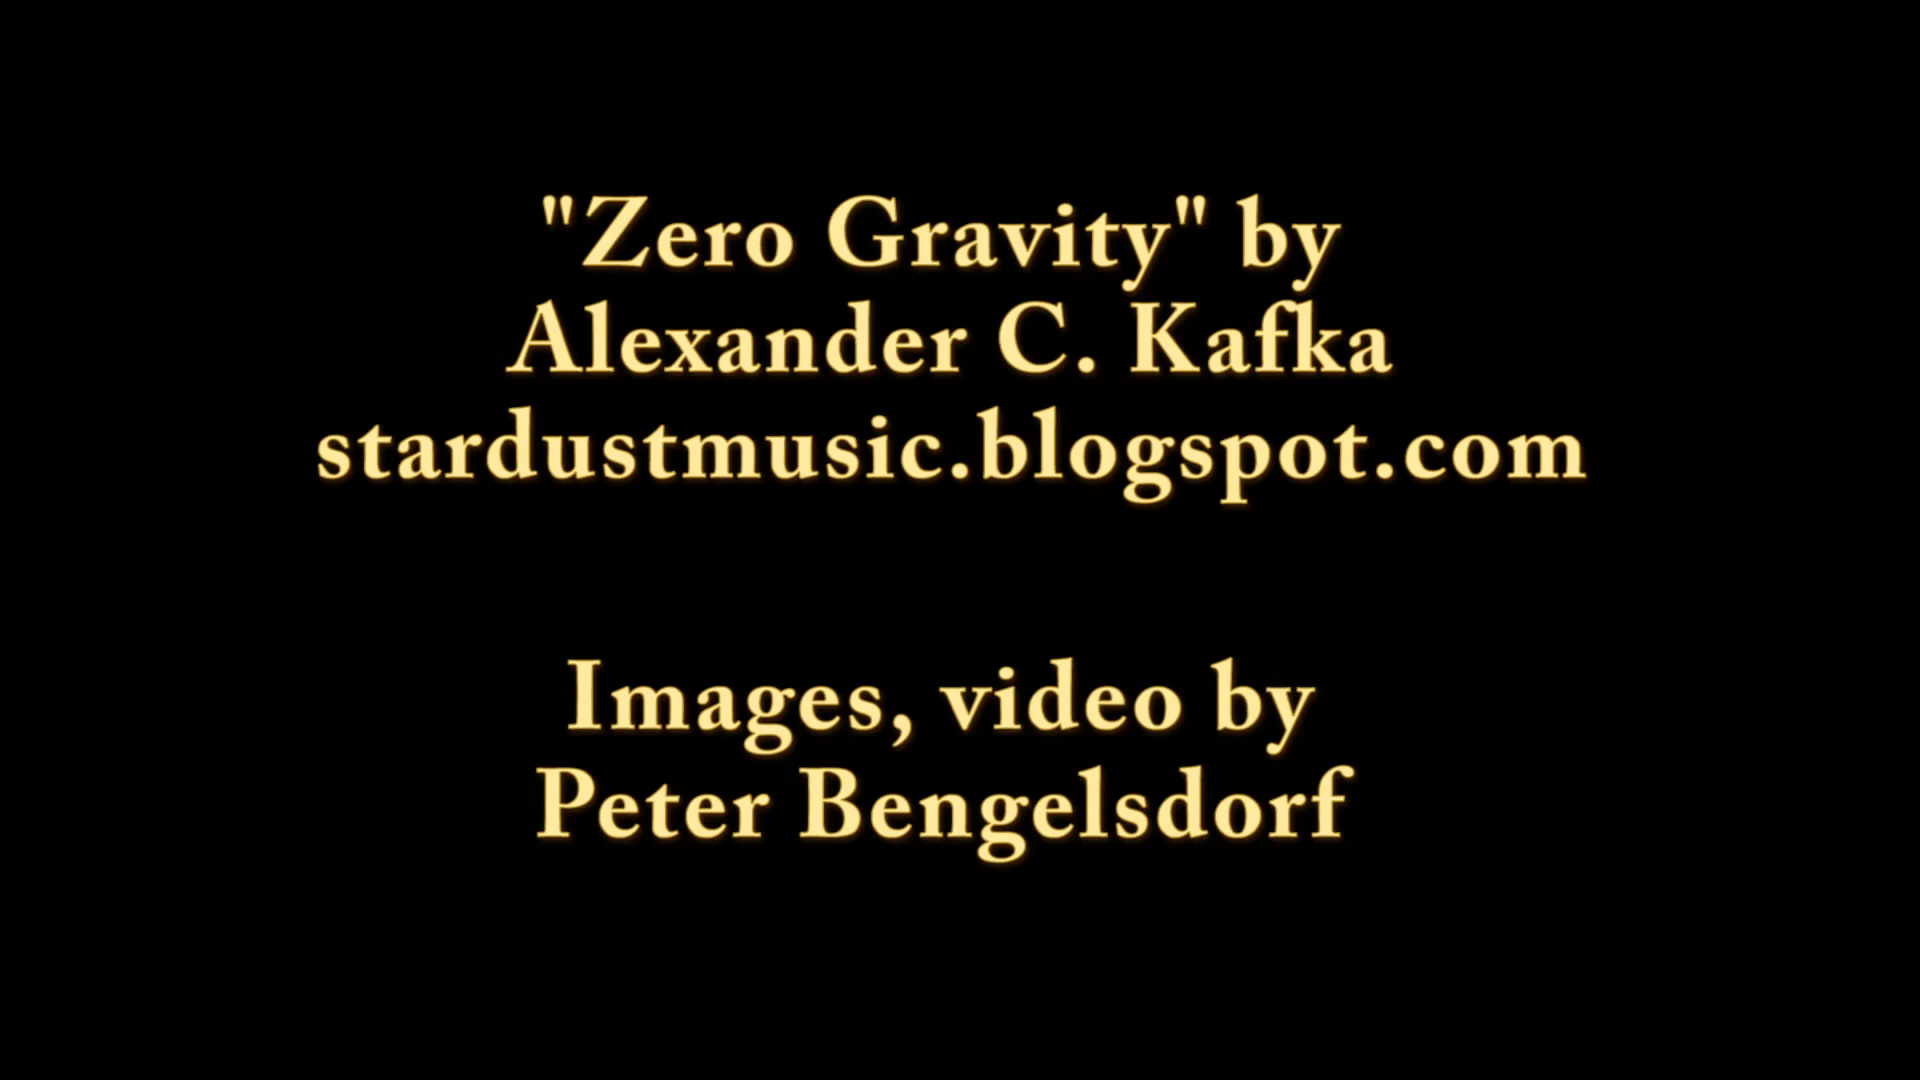 "Zero Gravity" by
Alexander C. Kafka
stardustmusic.blogspot.com
Images, video by
Peter Bengelsdorf